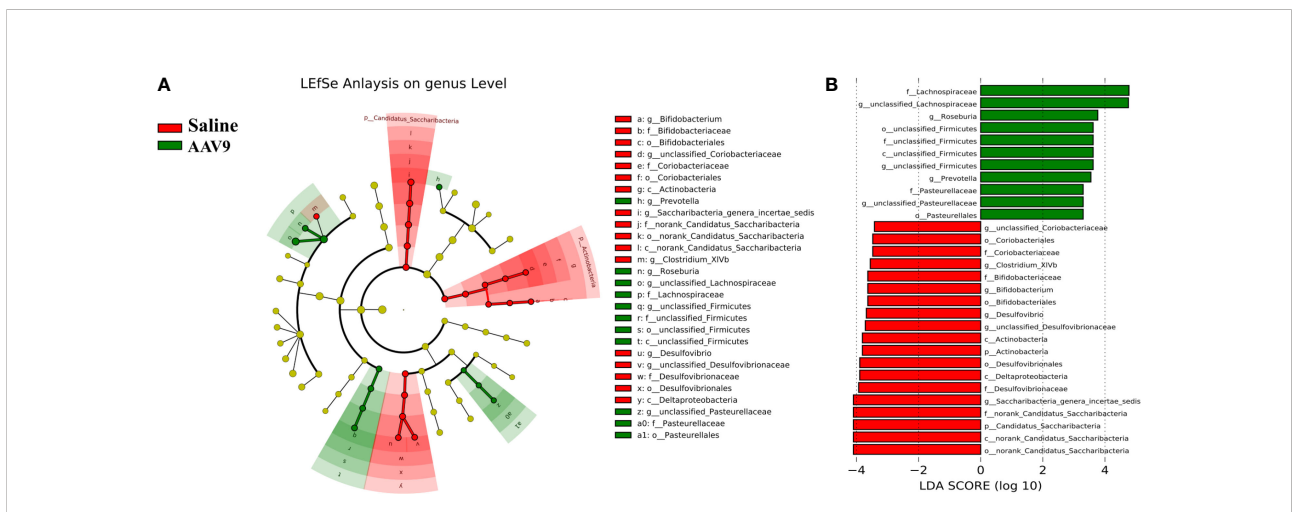 A
LEfSe Anlaysis on genus Level
Saline
AAV9
p__Candidatus_Saccharibacteria
l
k
j
i
h
p__Actinobacteria
g
f
e
d
c
b
a
p
m
n
o
q
r
s
t
u
v
w
x
y
z
a0
a1
a: g__Bifidobacterium
b: f__Bifidobacteriaceae
c: o__Bifidobacteriales
d: g__unclassified_Coriobacteriaceae
e: f__Coriobacteriaceae
f: o__Coriobacteriales
g: c__Actinobacteria
h: g__Prevotella
i: g__Saccharibacteria_genera_incertae_sedis
j: f__norank_Candidatus_Saccharibacteria
k: o__norank_Candidatus_Saccharibacteria
l: c__norank_Candidatus_Saccharibacteria
m: g__Clostridium_XIVb
n: g__Roseburia
o: g__unclassified_Lachnospiraceae
p: f__Lachnospiraceae
q: g__unclassified_Firmicutes
r: f__unclassified_Firmicutes
s: o__unclassified_Firmicutes
t: c__unclassified_Firmicutes
u: g__Desulfovibrio
v: g__unclassified_Desulfovibrionaceae
w: f__Desulfovibrionaceae
x: o__Desulfovibrionales
y: c__Deltaproteobacteria
z: g__unclassified_Pasteurellaceae
a0: f__Pasteurellaceae
a1: o__Pasteurellales
B
f__Lachnospiraceae
g__unclassified_Lachnospiraceae
g__Roseburia
o__unclassified_Firmicutes
f__unclassified_Firmicutes
c__unclassified_Firmicutes
g__unclassified_Firmicutes
g__Prevotella
f__Pasteurellaceae
g__unclassified_Pasteurellaceae
o__Pasteurellales
g__unclassified_Coriobacteriaceae
o__Coriobacteriales
f__Coriobacteriaceae
g__Clostridium_XIVb
f__Bifidobacteriaceae
g__Bifidobacterium
o__Bifidobacteriales
g__Desulfovibrio
g__unclassified_Desulfovibrionaceae
c__Actinobacteria
p__Actinobacteria
o__Desulfovibrionales
c__Deltaproteobacteria
f__Desulfovibrionaceae
g__Saccharibacteria_genera_incertae_sedis
f__norank_Candidatus_Saccharibacteria
p__Candidatus_Saccharibacteria
c__norank_Candidatus_Saccharibacteria
o__norank_Candidatus_Saccharibacteria
−4 −2 0 2 4
LDA SCORE (log 10)